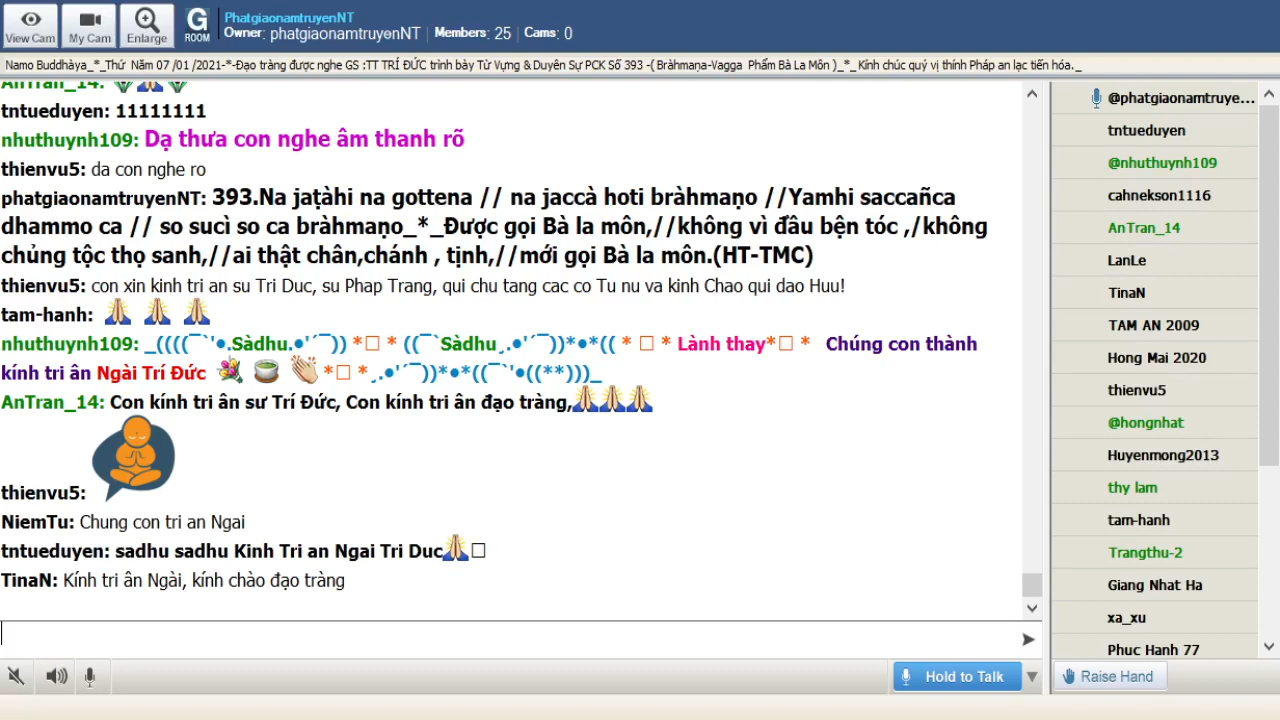 View Cam
My Cam
Enlarge
G
ROOM
PhatgiaonamtruyenNT
Owner: phatgiaonamtruyenNT | Members: 25 | Cams: 0
Namo Buddhàya_*_Thứ Năm 07 /01 /2021-*-Đạo tràng được nghe GS :TT TRÍ ĐỨC trình bày Từ Vựng & Duyên Sự PCK Số 393 -( Bràhmaṇa-Vagga Phẩm Bà La Môn )_*_ Kính chúc quý vị thính Pháp an lạc tiến hóa._
AnTran_14:
tntueduyen: 11111111
nhuthuynh109: Dạ thưa con nghe âm thanh rõ
thienvu5: da con nghe ro
phatgiaonamtruyenNT: 393.Na jaṭàhi na gottena // na jaccà hoti bràhmaṇo //Yamhi saccañca
dhammo ca // so sucì so ca bràhmaṇo_*_Được gọi Bà la môn,//không vì đầu bện tóc ,/không
chủng tộc thọ sanh,//ai thật chân,chánh , tịnh,//mới gọi Bà la môn.(HT-TMC)
thienvu5: con xin kinh tri an su Tri Duc, su Phap Trang, qui chu tang cac co Tu nu va kinh Chao qui dao Huu!
tam-hanh: 🙏 🙏 🙏
nhuthuynh109: _((((¯`'•.Sàdhu.•'´¯)) *□ * ((¯`Sàdhu¸.•'´¯))*•*(( * □ * Lành thay*□ * Chúng con thành
kính tri ân Ngài Trí Đức 💐 🍵 👏 *□ *¸.•'´¯))*•*((¯`'•((**)))_
AnTran_14: Con kính tri ân sư Trí Đức, Con kính tri ân đạo tràng,🙏🙏🙏
thienvu5:
NiemTu: Chung con tri an Ngai
tntueduyen: sadhu sadhu Kinh Tri an Ngai Tri Duc🙏□
TinaN: Kính tri ân Ngài, kính chào đạo tràng
Hold to Talk
@phatgiaonamtruye...
tntueduyen
@nhuthuynh109
cahnekson1116
AnTran_14
LanLe
TinaN
TAM AN 2009
Hong Mai 2020
thienvu5
@hongnhat
Huyenmong2013
thy lam
tam-hanh
Trangthu-2
Giang Nhat Ha
xa_xu
Phuc Hanh 77
Raise Hand